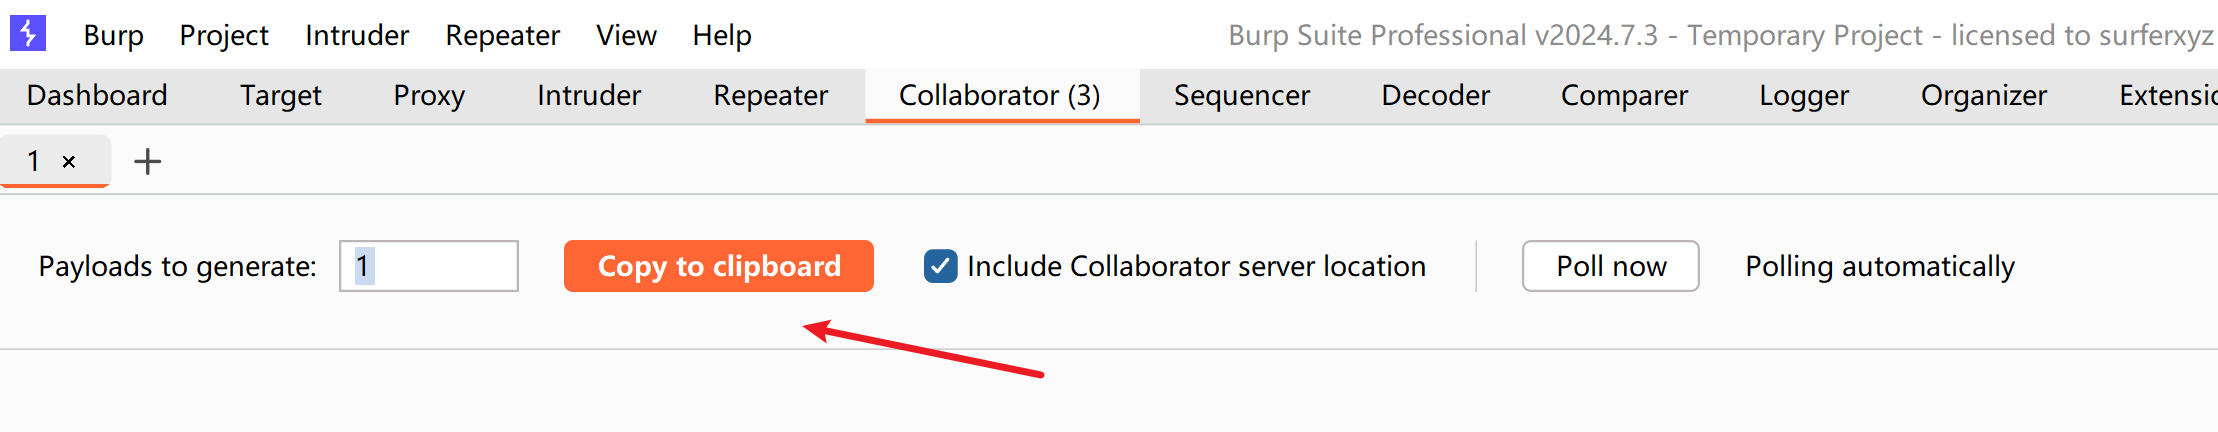 Burp Project Intruder Repeater View Help Burp Suite Professional v2024.7.3 - Temporary Project - licensed to surferxyz
Dashboard Target Proxy Intruder Repeater Collaborator (3) Sequencer Decoder Comparer Logger Organizer Extensio
1 × +
Payloads to generate: 1 Copy to clipboard Include Collaborator server location Poll now Polling automatically